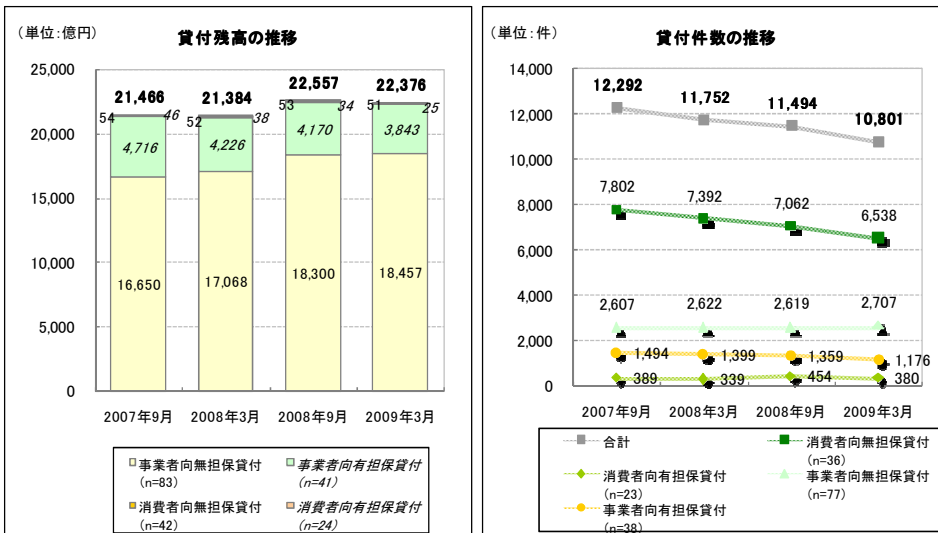 (単位:億円)
貸付残高の推移
25,000
20,000
15,000
10,000
5,000
0
21,466
21,384
22,557
22,376
54
46
52
38
53
34
51
25
4,716
4,226
4,170
3,843
16,650
17,068
18,300
18,457
2007年9月
2008年3月
2008年9月
2009年3月
事業者向無担保貸付
(n=83)
事業者向有担保貸付
(n=41)
消費者向無担保貸付
(n=42)
消費者向有担保貸付
(n=24)
(単位:件)
貸付件数の推移
14,000
12,000
10,000
8,000
6,000
4,000
2,000
0
12,292
11,752
11,494
10,801
7,802
7,392
7,062
6,538
2,607
2,622
2,619
2,707
1,494
1,399
1,359
1,176
389
339
454
380
2007年9月
2008年3月
2008年9月
2009年3月
合計
消費者向無担保貸付
(n=36)
消費者向有担保貸付
(n=23)
事業者向無担保貸付
(n=77)
事業者向有担保貸付
(n=38)